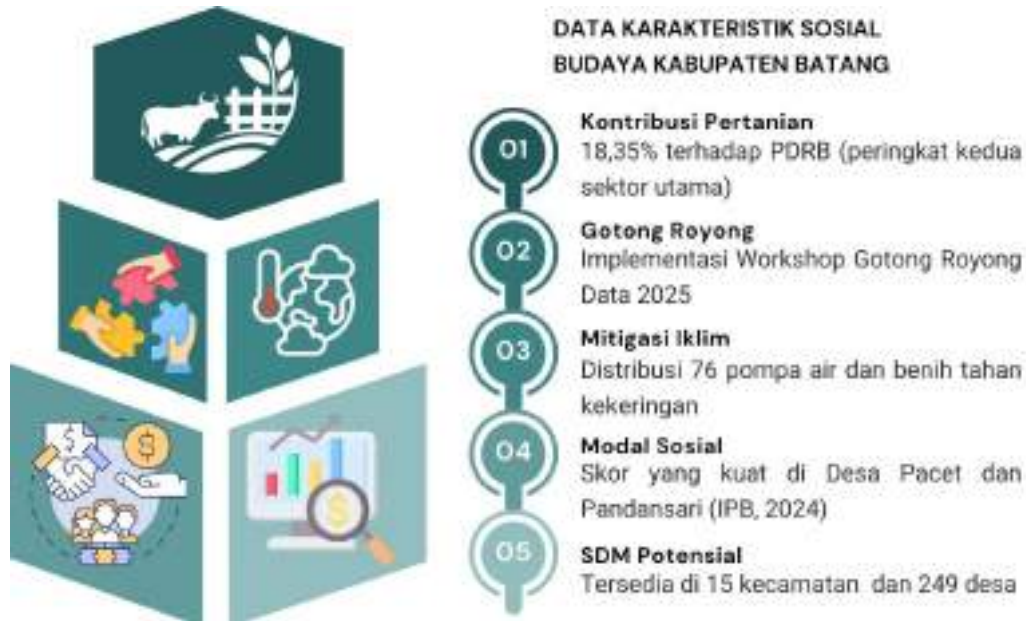 DATA KARAKTERISTIK SOSIAL
BUDAYA KABUPATEN BATANG
01
Kontribusi Pertanian
18,35% terhadap PDRB (peringkat kedua
sektor utama)
02
Gotong Royong
Implementasi Workshop Gotong Royong
Data 2025
03
Mitigasi Iklim
Distribusi 76 pompa air dan benih tahan
kekeringan
04
Modal Sosial
Skor yang kuat di Desa Pacet dan
Pandansari (IPB, 2024)
05
SDM Potensial
Tersedia di 15 kecamatan dan 249 desa